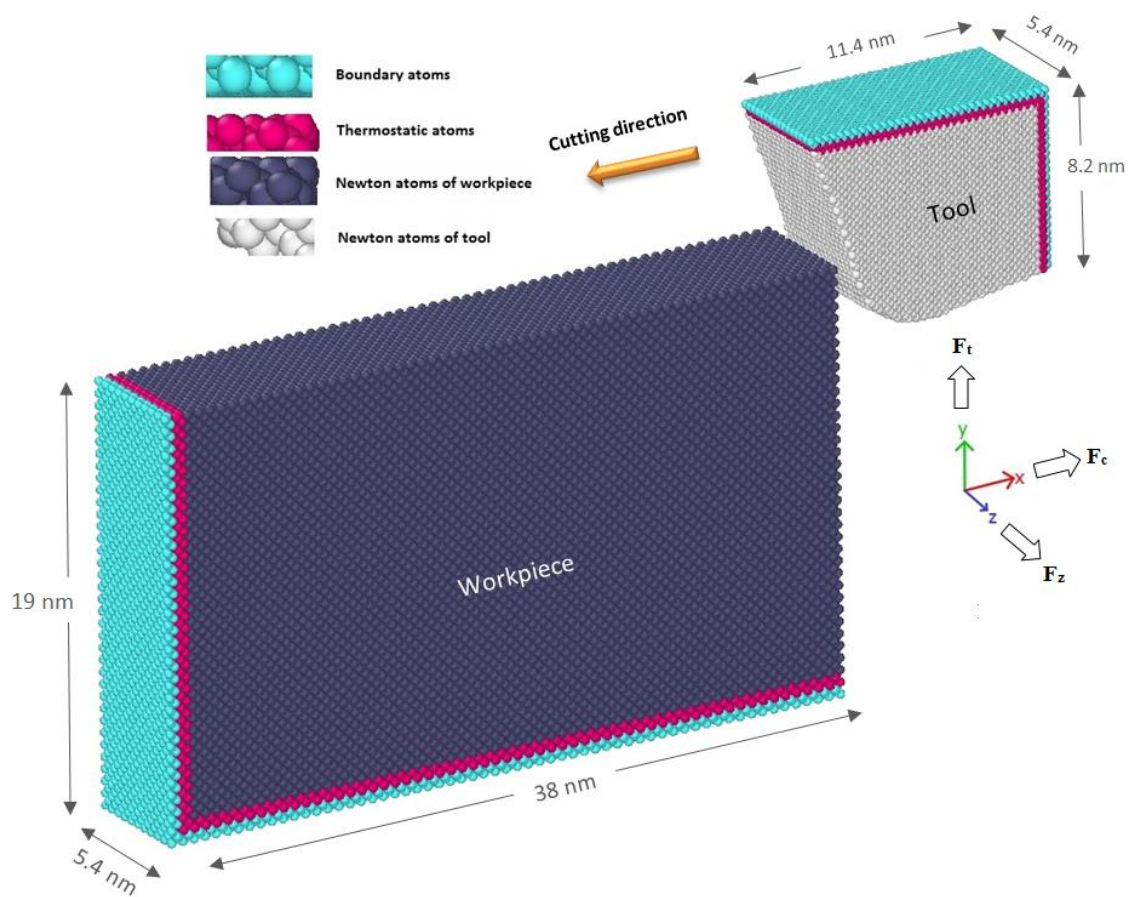 11.4 nm
5.4 nm
Boundary atoms
Thermostatic atoms
Cutting direction
Newton atoms of workpiece
8.2 nm
Tool
Newton atoms of tool
Ft
y
Fc
x
z
Fz
Workpiece
19 nm
38 nm
5.4 nm